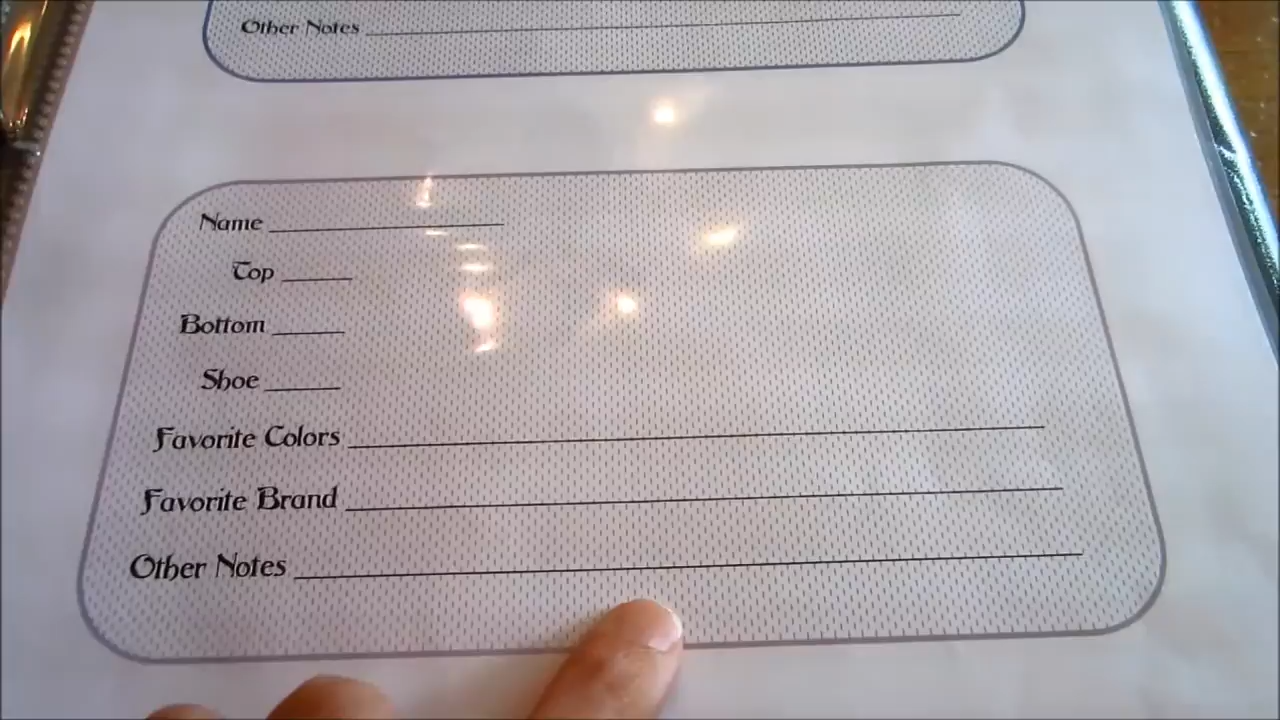 Other Notes
Name
Top
Bottom
Shoe
Favorite Colors
Favorite Brand
Other Notes